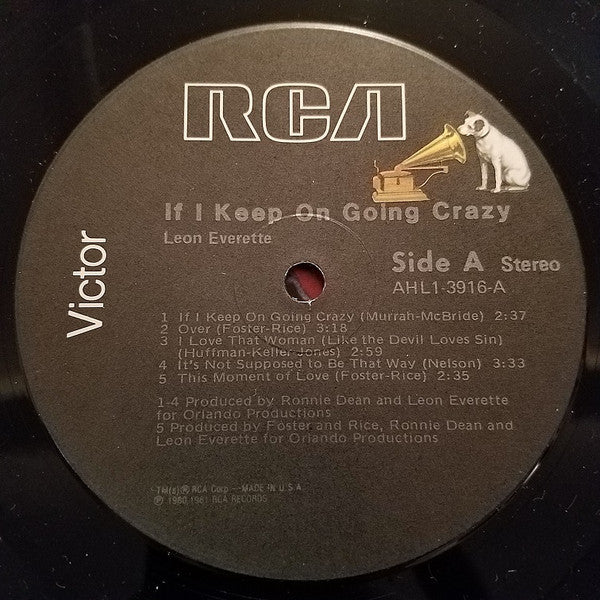 RCA
If I Keep On Going Crazy
Leon Everette
Victor
Side A Stereo
AHL1-3916-A
1 If I Keep On Going Crazy (Murrah-McBride) 2:37
2 Over (Foster-Rice) 3:18
3 I Love That Woman (Like the Devil Loves Sin)
(Huffman-Keller-Jones) 2:59
4 It's Not Supposed to Be That Way (Nelson) 3:33
5 This Moment of Love (Foster-Rice) 2:35
1-4 Produced by Ronnie Dean and Leon Everette
for Orlando Productions
5 Produced by Foster and Rice, Ronnie Dean and
Leon Everette for Orlando Productions
TM(s)® RCA Corp.—MADE IN U.S.A.
℗ 1980, 1981 RCA RECORDS